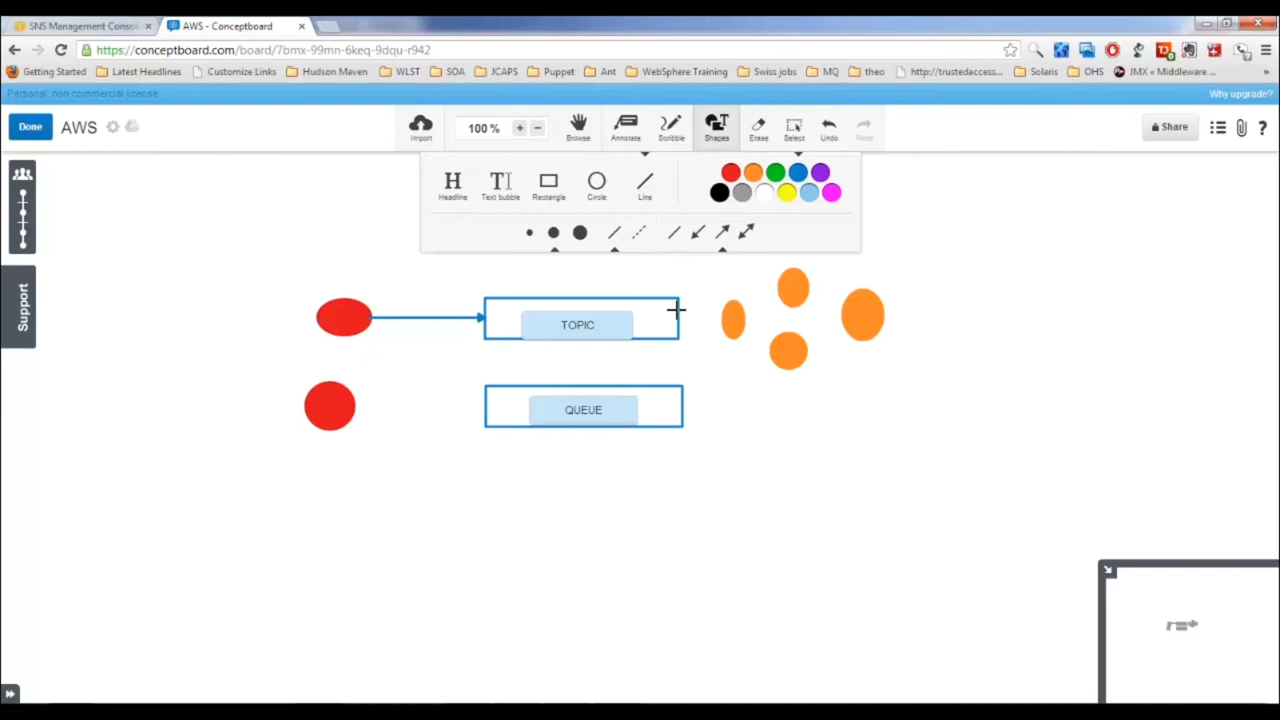 SNS Management Consol
AWS - Conceptboard
https://conceptboard.com/board/7bmx-99mn-6keq-9dqu-r942
Getting Started Latest Headlines Customize Links Hudson Maven WLST SOA JCAPS Puppet Ant WebSphere Training Swiss jobs MQ theo http://trustedaccess... Solaris OHS JMX « Middleware ...
Personal, non-commercial license
Why upgrade?
Done AWS
Import
100 % + -
Browse Annotate Scribble Shapes Erase Select Undo Redo
Share
Headline Text bubble Rectangle Circle Line
Support
TOPIC
QUEUE